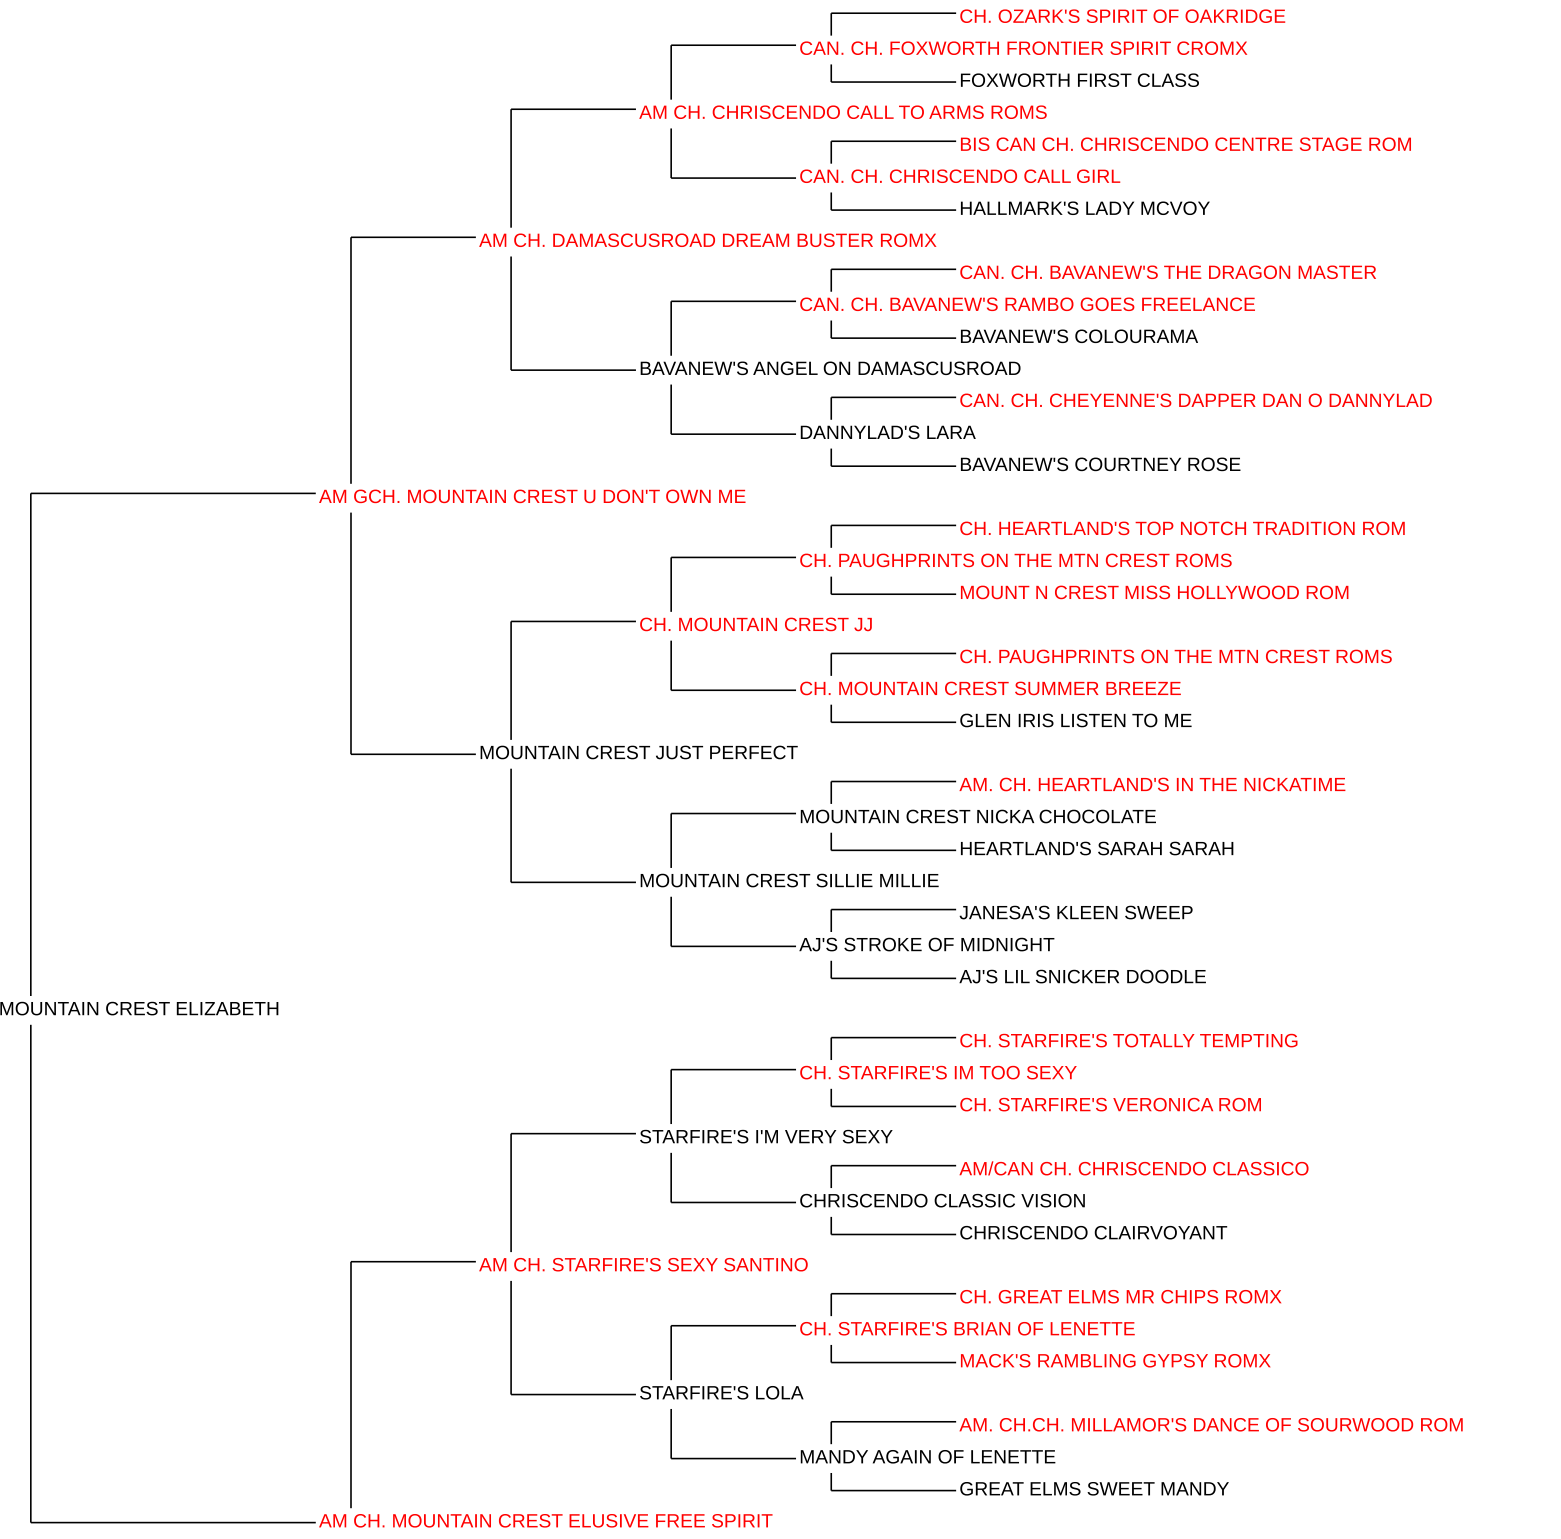 CH. OZARK'S SPIRIT OF OAKRIDGE
CAN. CH. FOXWORTH FRONTIER SPIRIT CROMX
FOXWORTH FIRST CLASS
AM CH. CHRISCENDO CALL TO ARMS ROMS
BIS CAN CH. CHRISCENDO CENTRE STAGE ROM
CAN. CH. CHRISCENDO CALL GIRL
HALLMARK'S LADY MCVOY
AM CH. DAMASCUSROAD DREAM BUSTER ROMX
CAN. CH. BAVANEW'S THE DRAGON MASTER
CAN. CH. BAVANEW'S RAMBO GOES FREELANCE
BAVANEW'S COLOURAMA
BAVANEW'S ANGEL ON DAMASCUSROAD
CAN. CH. CHEYENNE'S DAPPER DAN O DANNYLAD
DANNYLAD'S LARA
BAVANEW'S COURTNEY ROSE
AM GCH. MOUNTAIN CREST U DON'T OWN ME
CH. HEARTLAND'S TOP NOTCH TRADITION ROM
CH. PAUGHPRINTS ON THE MTN CREST ROMS
MOUNT N CREST MISS HOLLYWOOD ROM
CH. MOUNTAIN CREST JJ
CH. PAUGHPRINTS ON THE MTN CREST ROMS
CH. MOUNTAIN CREST SUMMER BREEZE
GLEN IRIS LISTEN TO ME
MOUNTAIN CREST JUST PERFECT
AM. CH. HEARTLAND'S IN THE NICKATIME
MOUNTAIN CREST NICKA CHOCOLATE
HEARTLAND'S SARAH SARAH
MOUNTAIN CREST SILLIE MILLIE
JANESA'S KLEEN SWEEP
AJ'S STROKE OF MIDNIGHT
AJ'S LIL SNICKER DOODLE
MOUNTAIN CREST ELIZABETH
CH. STARFIRE'S TOTALLY TEMPTING
CH. STARFIRE'S IM TOO SEXY
CH. STARFIRE'S VERONICA ROM
STARFIRE'S I'M VERY SEXY
AM/CAN CH. CHRISCENDO CLASSICO
CHRISCENDO CLASSIC VISION
CHRISCENDO CLAIRVOYANT
AM CH. STARFIRE'S SEXY SANTINO
CH. GREAT ELMS MR CHIPS ROMX
CH. STARFIRE'S BRIAN OF LENETTE
MACK'S RAMBLING GYPSY ROMX
STARFIRE'S LOLA
AM. CH.CH. MILLAMOR'S DANCE OF SOURWOOD ROM
MANDY AGAIN OF LENETTE
GREAT ELMS SWEET MANDY
AM CH. MOUNTAIN CREST ELUSIVE FREE SPIRIT